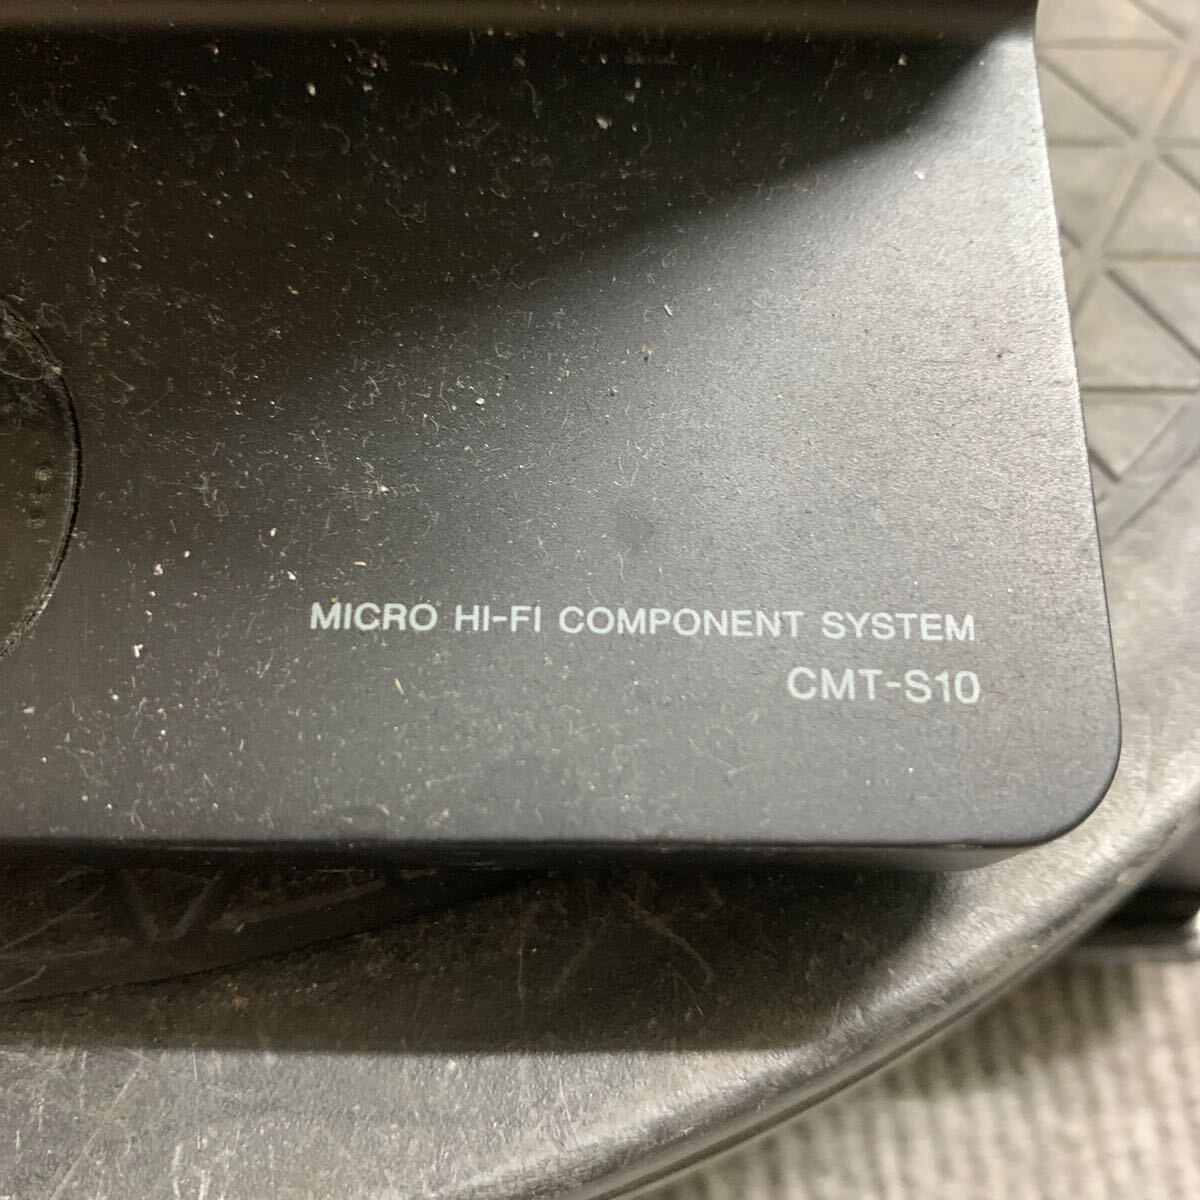 MICRO HI-FI COMPONENT SYSTEM
CMT-S10